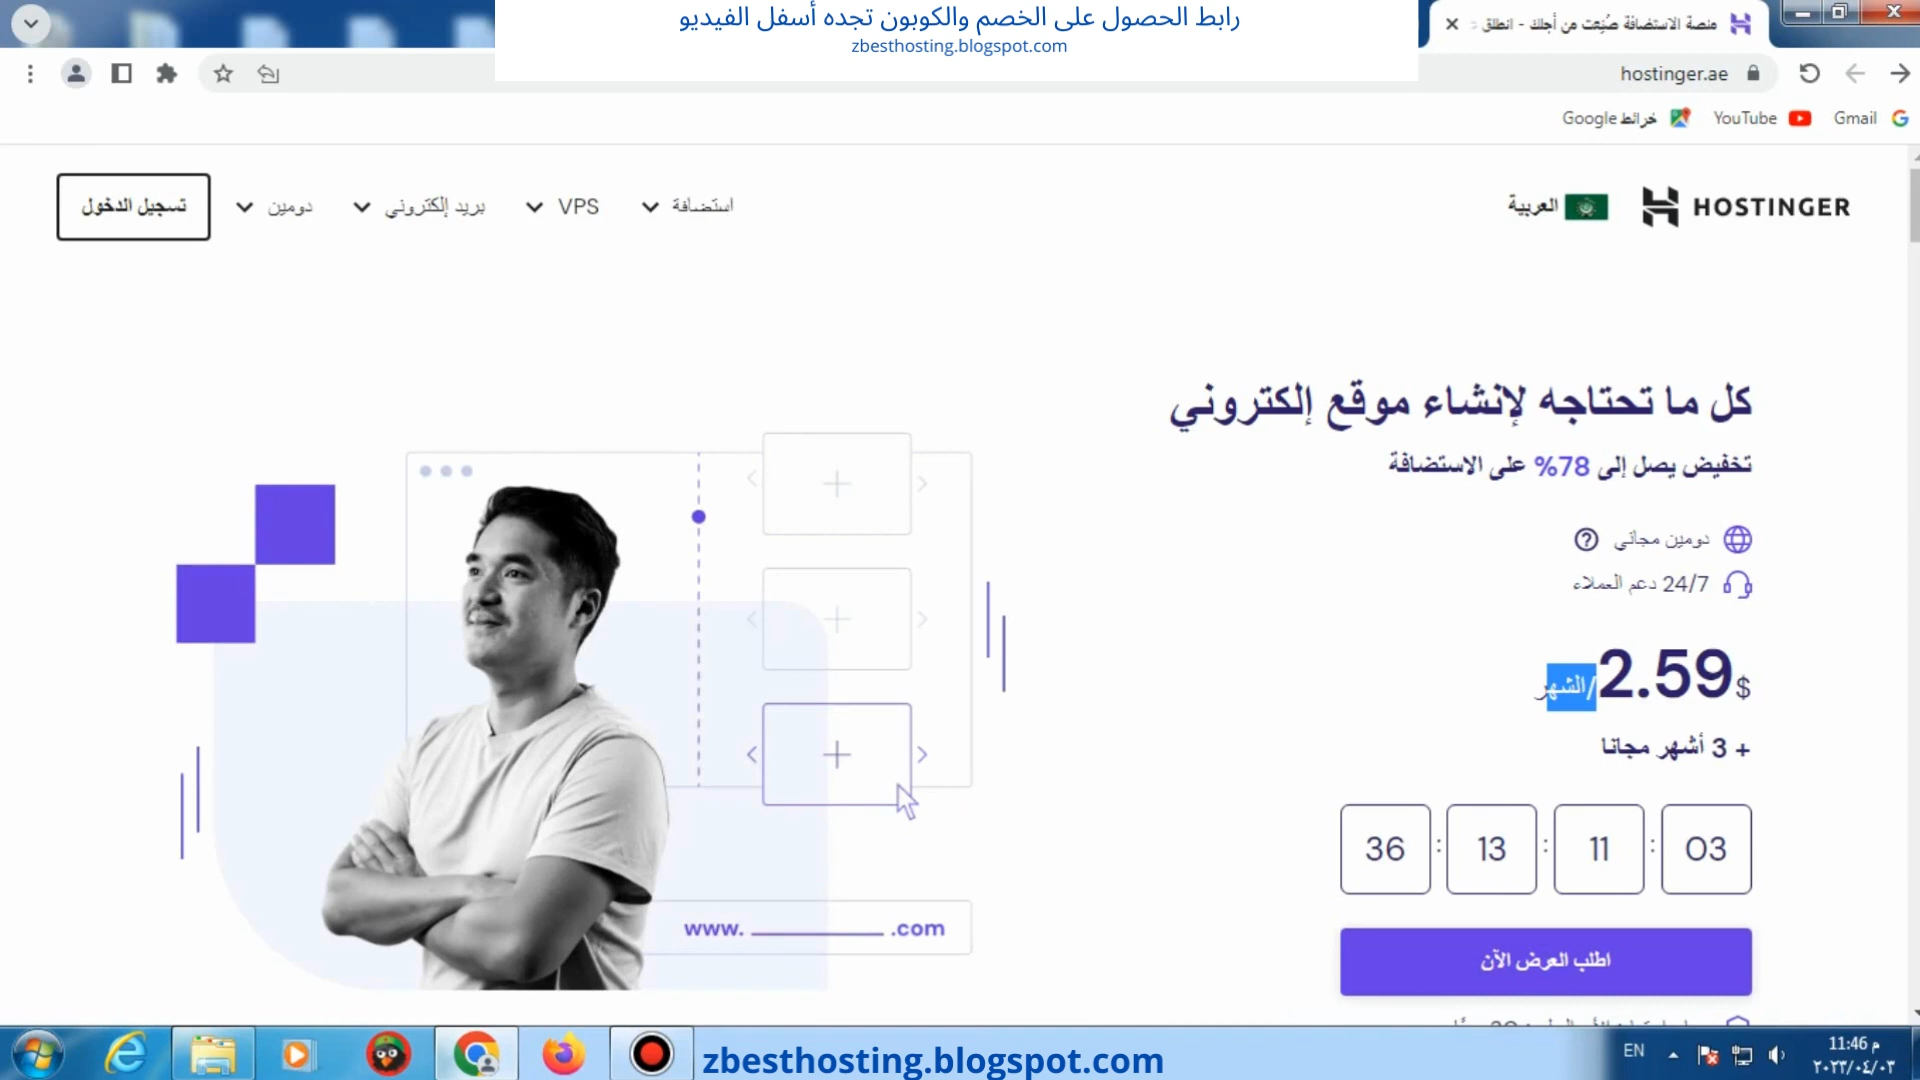 رابط الحصول على الخصم والكوبون تجده أسفل الفيديو
zbesthosting.blogspot.com
منصة الاستضافة صُنِعت من أجلك - انطلق
hostinger.ae
Gmail
YouTube
خرائط Google
HOSTINGER
العربية
استضافة
VPS
بريد إلكتروني
دومين
تسجيل الدخول
كل ما تحتاجه لإنشاء موقع إلكتروني
تخفيض يصل إلى 78% على الاستضافة
دومين مجاني
24/7 دعم العملاء
$2.59/الشهر
+ 3 أشهر مجانا
03 : 11 : 13 : 36
www. .com
اطلب العرض الآن
zbesthosting.blogspot.com
EN
11:46 م
٢٠٢٣/٠٤/٠٣